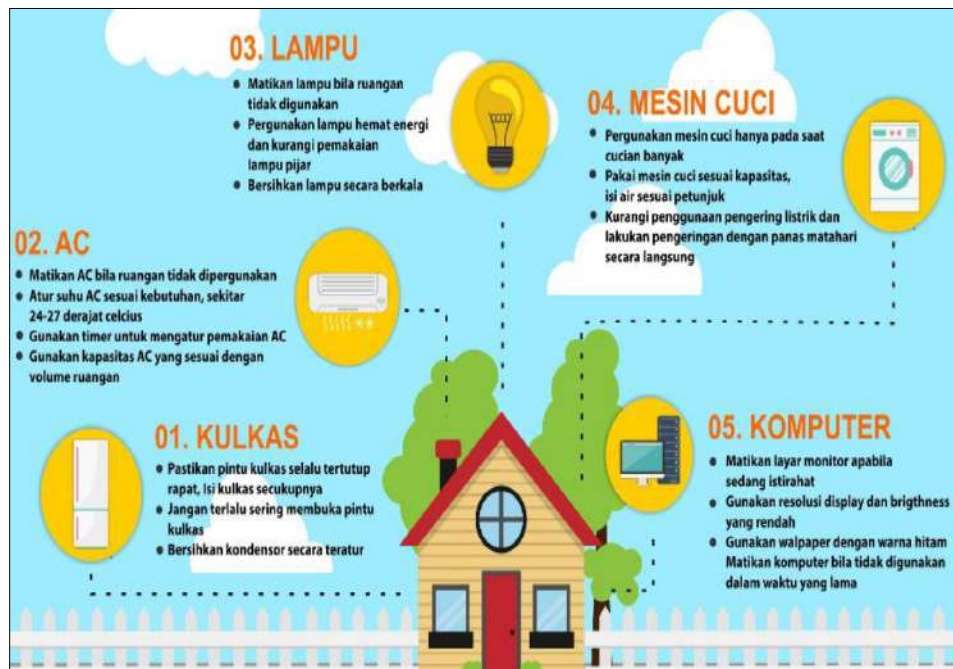 03. LAMPU
● Matikan lampu bila ruangan
tidak digunakan
● Pergunakan lampu hemat energi
dan kurangi pemakaian
lampu pijar
● Bersihkan lampu secara berkala
04. MESIN CUCI
● Pergunakan mesin cuci hanya pada saat
cucian banyak
● Pakai mesin cuci sesuai kapasitas,
isi air sesuai petunjuk
● Kurangi penggunaan pengering listrik dan
lakukan pengeringan dengan panas matahari
secara langsung
02. AC
● Matikan AC bila ruangan tidak dipergunakan
● Atur suhu AC sesuai kebutuhan, sekitar
24-27 derajat celcius
● Gunakan timer untuk mengatur pemakaian AC
● Gunakan kapasitas AC yang sesuai dengan
volume ruangan
01. KULKAS
● Pastikan pintu kulkas selalu tertutup
rapat, Isi kulkas secukupnya
● Jangan terlalu sering membuka pintu
kulkas
● Bersihkan kondensor secara teratur
05. KOMPUTER
● Matikan layar monitor apabila
sedang istirahat
● Gunakan resolusi display dan brigthness
yang rendah
● Gunakan walpaper dengan warna hitam
Matikan komputer bila tidak digunakan
dalam waktu yang lama